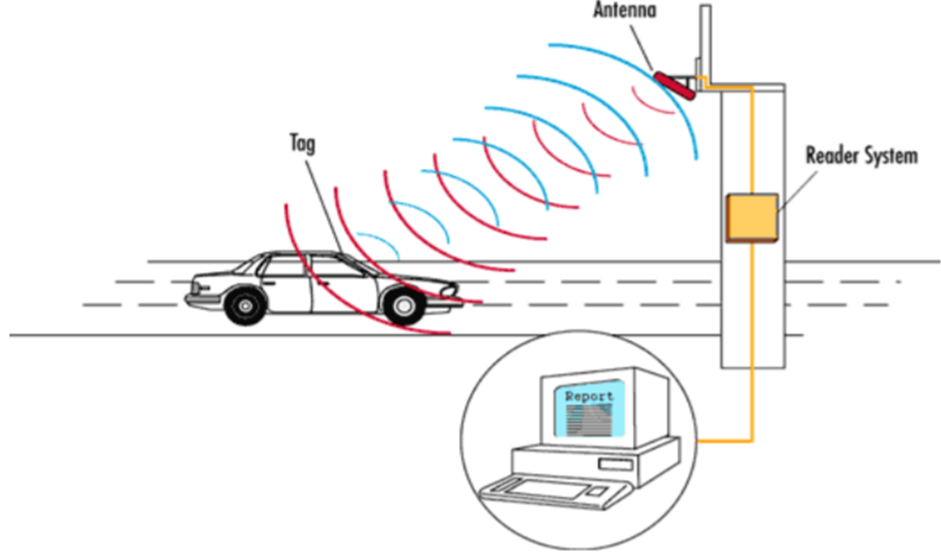 Antenna
Tag
Reader System
Report